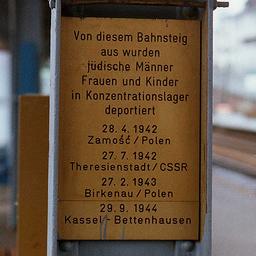 Von diesem Bahnsteig
aus wurden
jüdische Männer
Frauen und Kinder
in Konzentrationslager
deportiert
28. 4. 1942
Zamość / Polen
27. 7. 1942
Theresienstadt / CSSR
27. 2. 1943
Birkenau / Polen
29. 9. 1944
Kassel - Bettenhausen